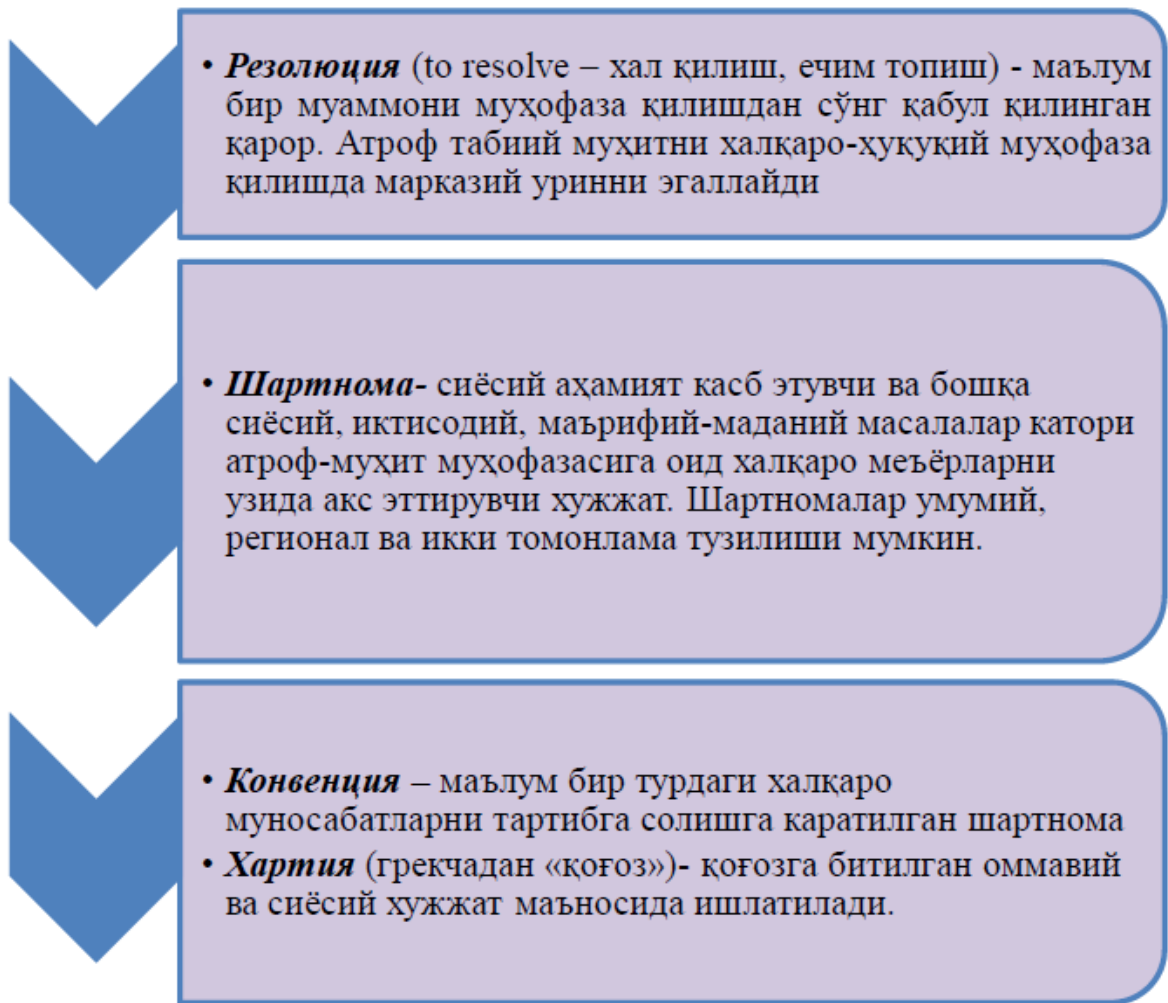 • Резолюция (to resolve – хал қилиш, ечим топиш) - маълум
бир муаммони муҳофаза қилишдан сўнг қабул қилинган
қарор. Атроф табиий муҳитни халқаро-ҳуқуқий муҳофаза
қилишда марказий уринни эгаллайди
• Шартнома- сиёсий аҳамият касб этувчи ва бошқа
сиёсий, иктисодий, маърифий-маданий масалалар катори
атроф-муҳит муҳофазасига оид халқаро меъёрларни
узида акс эттирувчи хужжат. Шартномалар умумий,
регионал ва икки томонлама тузилиши мумкин.
• Конвенция – маълум бир турдаги халқаро
муносабатларни тартибга солишга каратилган шартнома
• Хартия (грекчадан «қоғоз»)- қоғозга битилган оммавий
ва сиёсий хужжат маъносида ишлатилади.